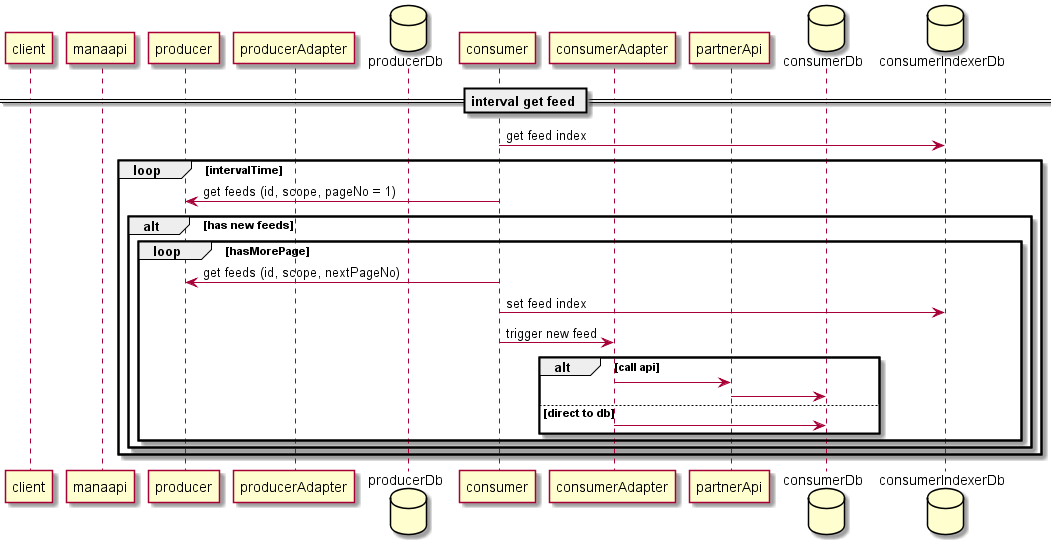 client
manaapi
producer
producerAdapter
producerDb
consumer
consumerAdapter
partnerApi
consumerDb
consumerIndexerDb
interval get feed
get feed index
loop [intervalTime]
get feeds (id, scope, pageNo = 1)
alt [has new feeds]
loop [hasMorePage]
get feeds (id, scope, nextPageNo)
set feed index
trigger new feed
alt [call api]
[direct to db]
client
manaapi
producer
producerAdapter
producerDb
consumer
consumerAdapter
partnerApi
consumerDb
consumerIndexerDb